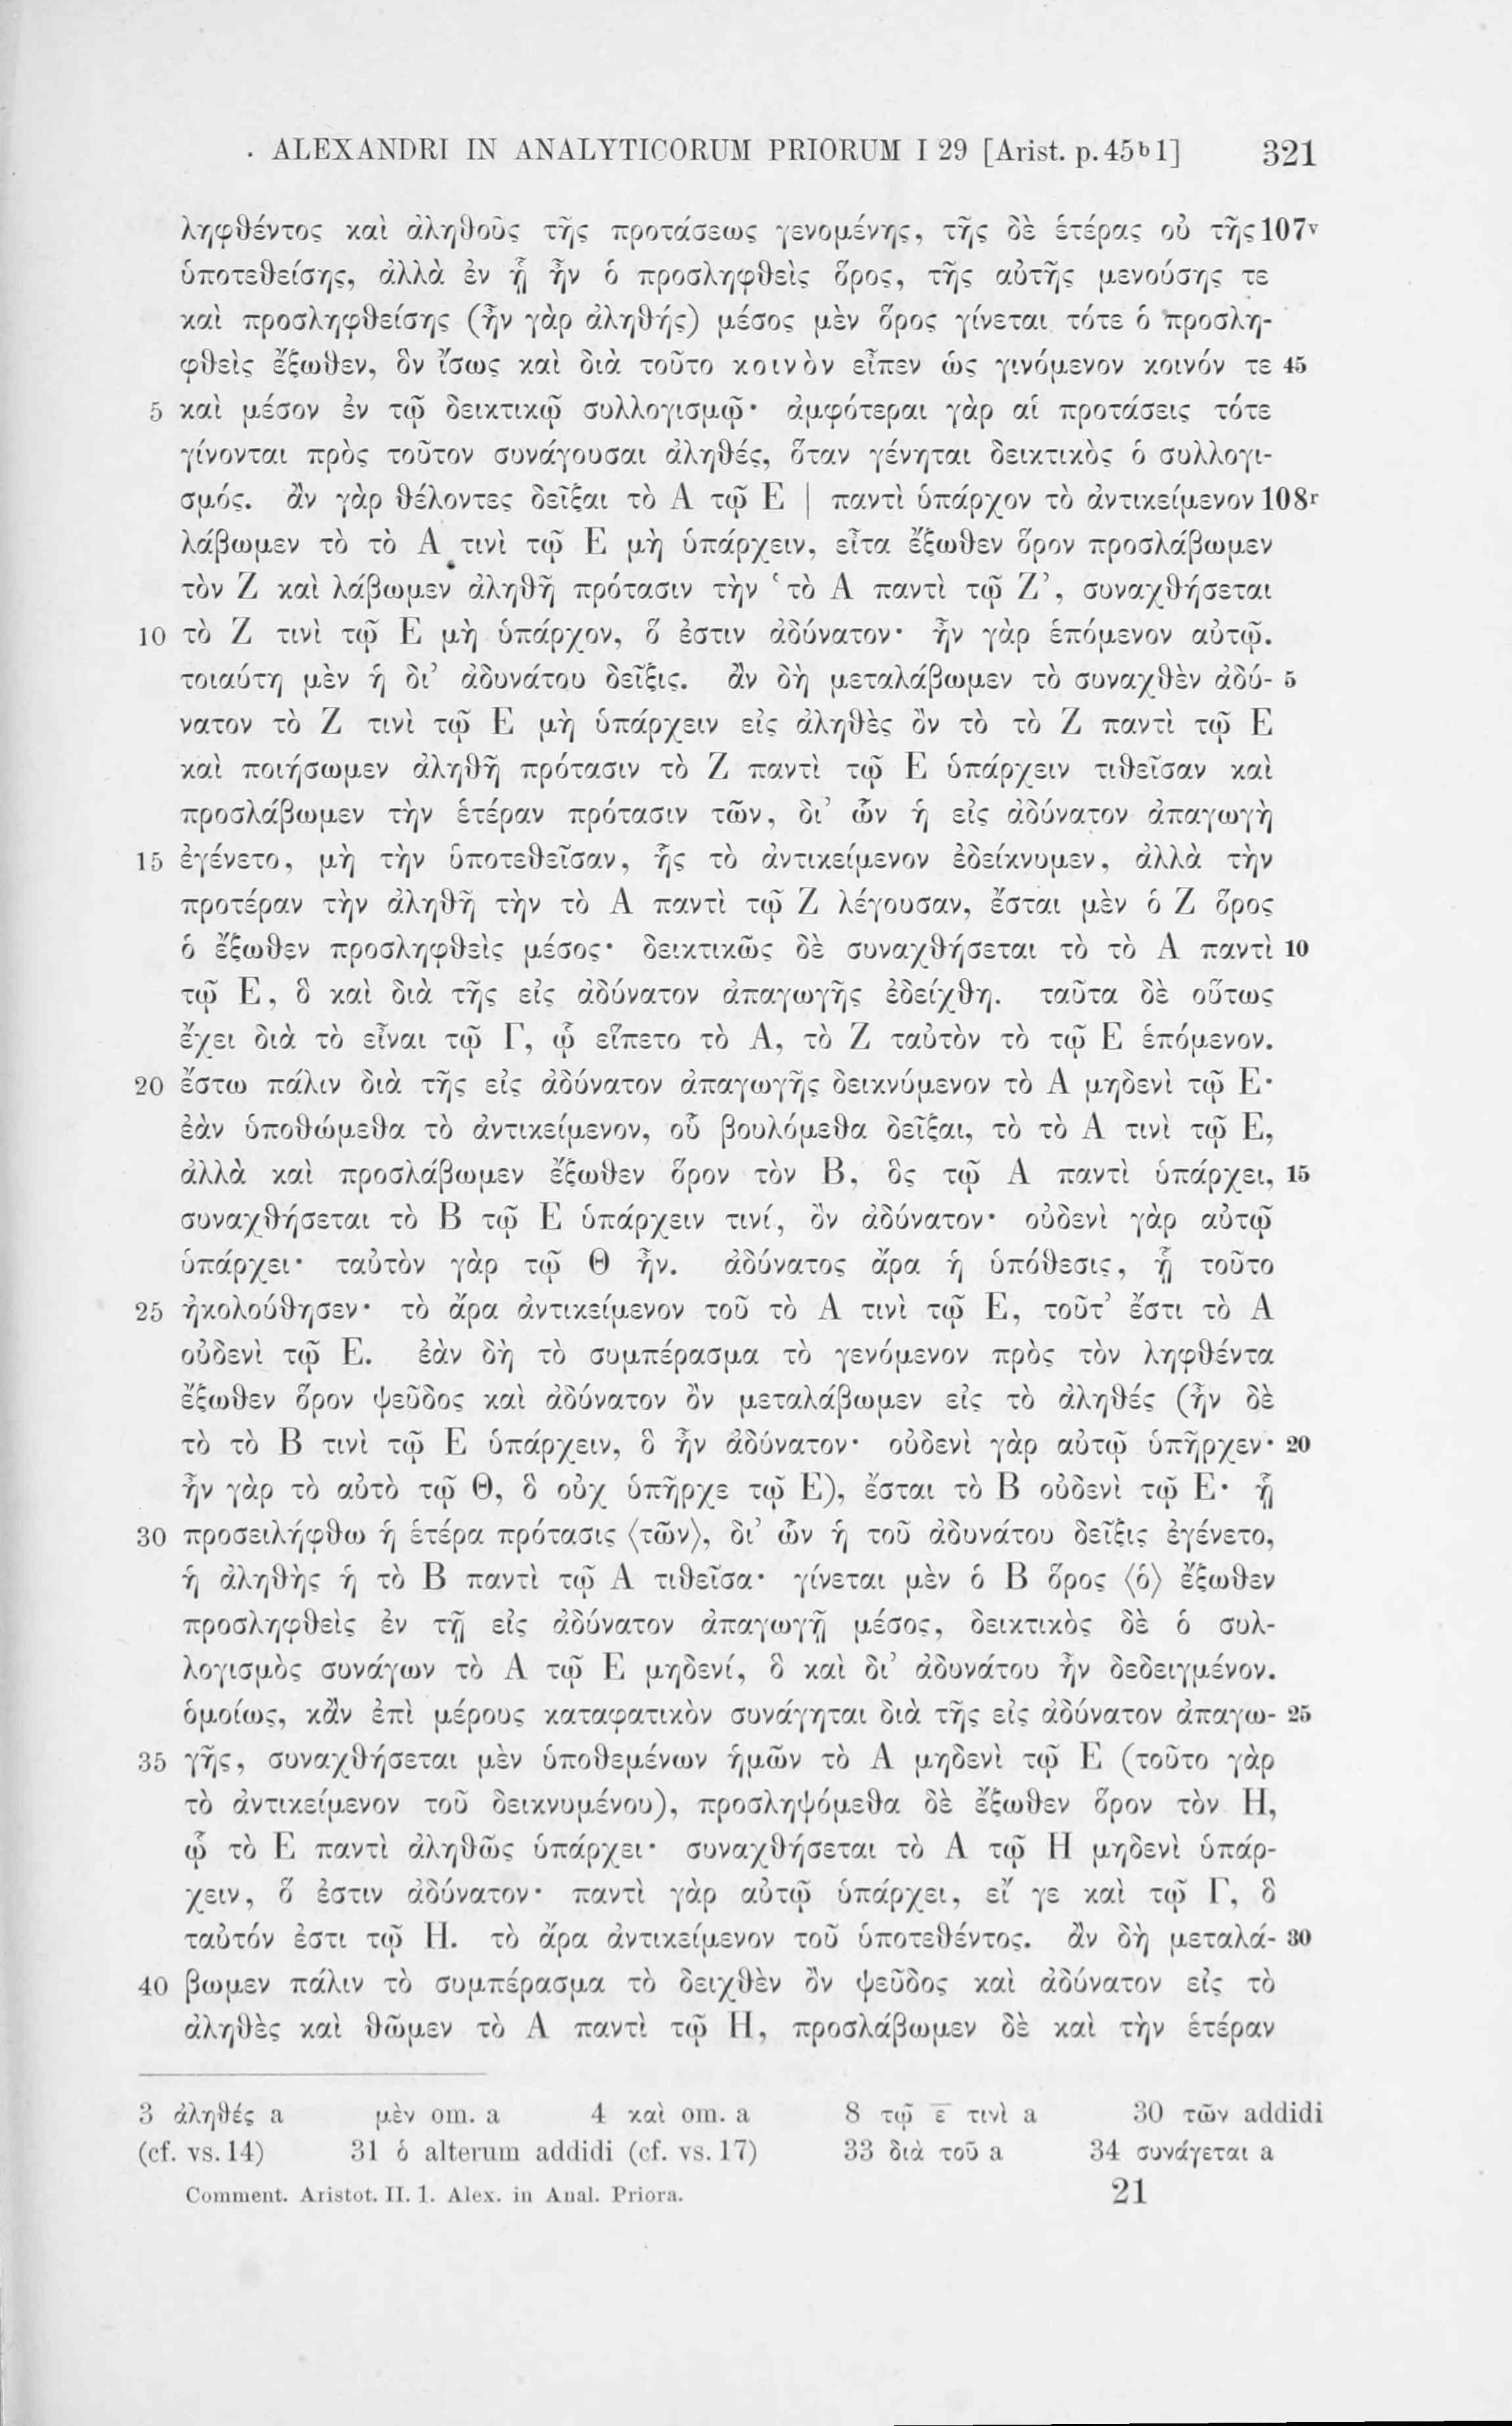 ALEXANDRI IN ANALYTICORUM PRIORUM I 29 [Arist. p. 45b1] 321
ληφθέντος καὶ ἀληθοῦς τῆς προτάσεως γενομένης, τῆς δὲ ἑτέρας οὐ τῆς 107v
ὑποτεθείσης, ἀλλὰ ἐν ᾗ ἦν ὁ προσληφθεὶς ὅρος, τῆς αὐτῆς μενούσης τε
καὶ προσληφθείσης (ἦν γὰρ ἀληθής) μέσος μὲν ὅρος γίνεται τότε ὁ προσλη-
φθεὶς ἔξωθεν, ὃν ἴσως καὶ διὰ τοῦτο κοινὸν εἶπεν ὡς γινόμενον κοινόν τε 45
5 καὶ μέσον ἐν τῷ δεικτικῷ συλλογισμῷ· ἀμφότεραι γὰρ αἱ προτάσεις τότε
γίνονται πρὸς τοῦτον συνάγουσαι ἀληθές, ὅταν γένηται δεικτικὸς ὁ συλλογι-
σμός. ἂν γὰρ θέλοντες δεῖξαι τὸ Α τῷ Ε | παντὶ ὑπάρχον τὸ ἀντικείμενον 108r
λάβωμεν τὸ τὸ Α τινὶ τῷ Ε μὴ ὑπάρχειν, εἶτα ἔξωθεν ὅρον προσλάβωμεν
τὸν Ζ καὶ λάβωμεν ἀληθῆ πρότασιν τὴν ‘τὸ Α παντὶ τῷ Ζ’, συναχθήσεται
10 τὸ Ζ τινὶ τῷ Ε μὴ ὑπάρχον, ὅ ἐστιν ἀδύνατον· ἦν γὰρ ἑπόμενον αὐτῷ.
τοιαύτη μὲν ἡ δι’ ἀδυνάτου δεῖξις. ἂν δὴ μεταλάβωμεν τὸ συναχθὲν ἀδύ- 5
νατον τὸ Ζ τινὶ τῷ Ε μὴ ὑπάρχειν εἰς ἀληθὲς ὂν τὸ τὸ Ζ παντὶ τῷ Ε
καὶ ποιήσωμεν ἀληθῆ πρότασιν τὸ Ζ παντὶ τῷ Ε ὑπάρχειν τιθεῖσαν καὶ
προσλάβωμεν τὴν ἑτέραν πρότασιν τῶν, δι’ ὧν ἡ εἰς ἀδύνατον ἀπαγωγὴ
15 ἐγένετο, μὴ τὴν ὑποτεθεῖσαν, ἧς τὸ ἀντικείμενον ἐδείκνυμεν, ἀλλὰ τὴν
προτέραν τὴν ἀληθῆ τὴν τὸ Α παντὶ τῷ Ζ λέγουσαν, ἔσται μὲν ὁ Ζ ὅρος
ὁ ἔξωθεν προσληφθεὶς μέσος· δεικτικῶς δὲ συναχθήσεται τὸ τὸ Α παντὶ 10
τῷ Ε, ὃ καὶ διὰ τῆς εἰς ἀδύνατον ἀπαγωγῆς ἐδείχθη. ταῦτα δὲ οὕτως
ἔχει διὰ τὸ εἶναι τῷ Γ, ᾧ εἵπετο τὸ Α, τὸ Ζ ταὐτὸν τὸ τῷ Ε ἑπόμενον.
20 ἔστω πάλιν διὰ τῆς εἰς ἀδύνατον ἀπαγωγῆς δεικνύμενον τὸ Α μηδενὶ τῷ Ε·
ἐὰν ὑποθώμεθα τὸ ἀντικείμενον, οὗ βουλόμεθα δεῖξαι, τὸ τὸ Α τινὶ τῷ Ε,
ἀλλὰ καὶ προσλάβωμεν ἔξωθεν ὅρον τὸν Β, ὃς τῷ Α παντὶ ὑπάρχει, 15
συναχθήσεται τὸ Β τῷ Ε ὑπάρχειν τινί, ὂν ἀδύνατον· οὐδενὶ γὰρ αὐτῷ
ὑπάρχει· ταὐτὸν γὰρ τῷ Θ ἦν. ἀδύνατος ἄρα ἡ ὑπόθεσις, ᾗ τοῦτο
25 ἠκολούθησεν· τὸ ἄρα ἀντικείμενον τοῦ τὸ Α τινὶ τῷ Ε, τοῦτ’ ἔστι τὸ Α
οὐδενὶ τῷ Ε. ἐὰν δὴ τὸ συμπέρασμα τὸ γενόμενον πρὸς τὸν ληφθέντα
ἔξωθεν ὅρον ψεῦδος καὶ ἀδύνατον ὂν μεταλάβωμεν εἰς τὸ ἀληθές (ἦν δὲ
τὸ τὸ Β τινὶ τῷ Ε ὑπάρχειν, ὃ ἦν ἀδύνατον· οὐδενὶ γὰρ αὐτῷ ὑπῆρχεν· 20
ἦν γὰρ τὸ αὐτὸ τῷ Θ, ὃ οὐχ ὑπῆρχε τῷ Ε), ἔσται τὸ Β οὐδενὶ τῷ Ε· ᾗ
30 προσειλήφθω ἡ ἑτέρα πρότασις ⟨τῶν⟩, δι’ ὧν ἡ τοῦ ἀδυνάτου δεῖξις ἐγένετο,
ἡ ἀληθὴς ἡ τὸ Β παντὶ τῷ Α τιθεῖσα· γίνεται μὲν ὁ Β ὅρος ⟨ὁ⟩ ἔξωθεν
προσληφθεὶς ἐν τῇ εἰς ἀδύνατον ἀπαγωγῇ μέσος, δεικτικὸς δὲ ὁ συλ-
λογισμὸς συνάγων τὸ Α τῷ Ε μηδενί, ὃ καὶ δι’ ἀδυνάτου ἦν δεδειγμένον.
ὁμοίως, κἂν ἐπὶ μέρους καταφατικὸν συνάγηται διὰ τῆς εἰς ἀδύνατον ἀπαγω- 25
35 γῆς, συναχθήσεται μὲν ὑποθεμένων ἡμῶν τὸ Α μηδενὶ τῷ Ε (τοῦτο γὰρ
τὸ ἀντικείμενον τοῦ δεικνυμένου), προσληψόμεθα δὲ ἔξωθεν ὅρον τὸν Η,
ᾧ τὸ Ε παντὶ ἀληθῶς ὑπάρχει· συναχθήσεται τὸ Α τῷ Η μηδενὶ ὑπάρ-
χειν, ὅ ἐστιν ἀδύνατον· παντὶ γὰρ αὐτῷ ὑπάρχει, εἴ γε καὶ τῷ Γ, ὃ
ταὐτόν ἐστι τῷ Η. τὸ ἄρα ἀντικείμενον τοῦ ὑποτεθέντος. ἂν δὴ μεταλά- 30
40 βωμεν πάλιν τὸ συμπέρασμα τὸ δειχθὲν ὂν ψεῦδος καὶ ἀδύνατον εἰς τὸ
ἀληθὲς καὶ θῶμεν τὸ Α παντὶ τῷ Η, προσλάβωμεν δὲ καὶ τὴν ἑτέραν
3 ἀληθές a μὲν om. a 4 καὶ om. a 8 τῷ ε̅ τινὶ a 30 τῶν addidi
(cf. vs. 14) 31 ὁ alterum addidi (cf. vs. 17) 33 διὰ τοῦ a 34 συνάγεται a
Comment. Aristot. II. 1. Alex. in Anal. Priora. 21